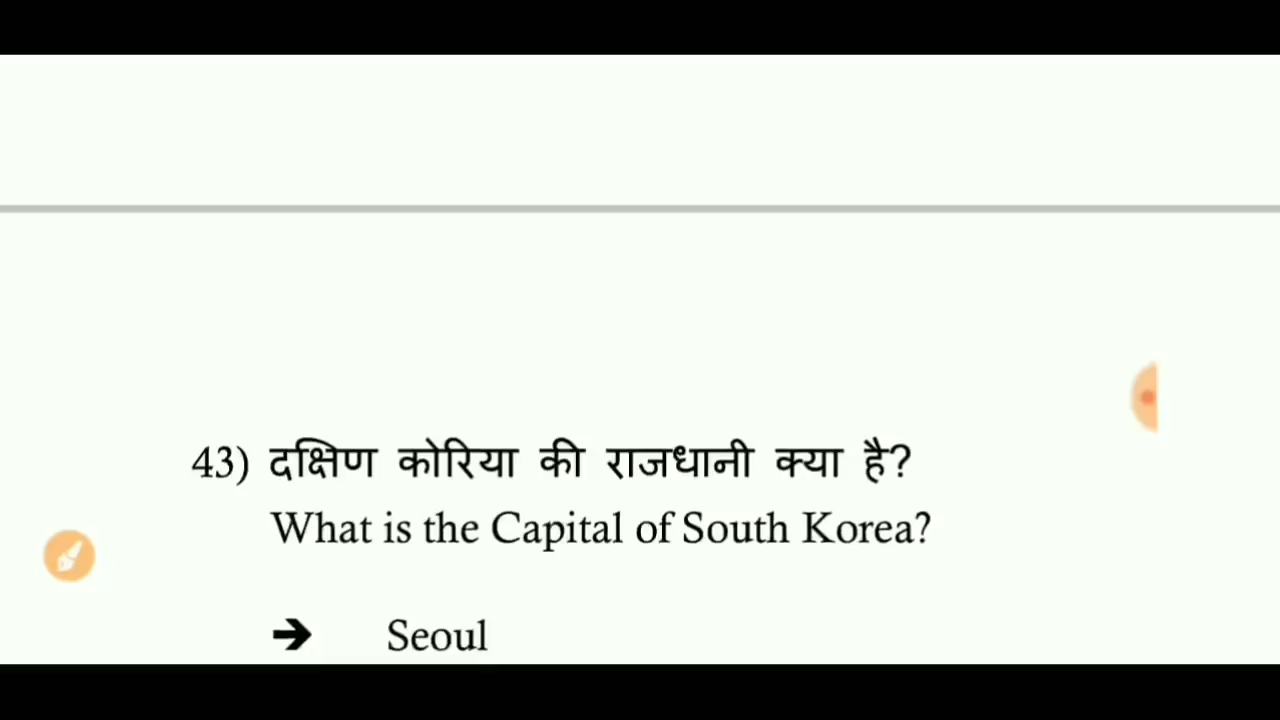 43) दक्षिण कोरिया की राजधानी क्या है?
What is the Capital of South Korea?
➔ Seoul